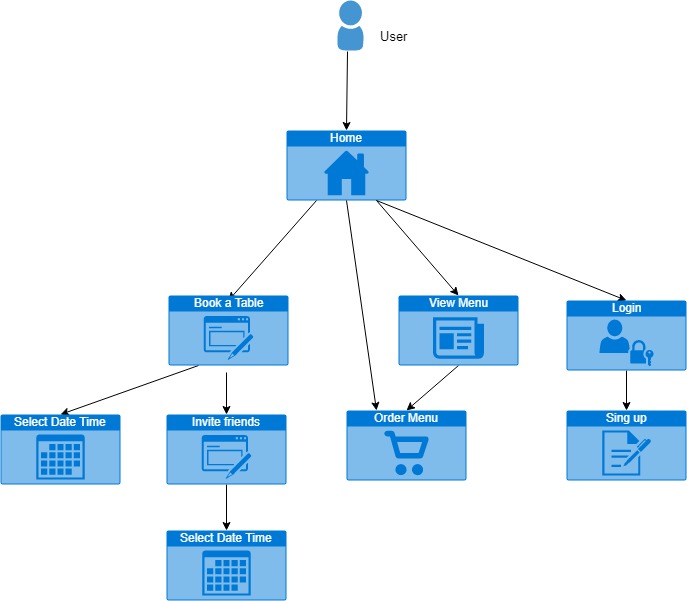 User
Home
Book a Table
View Menu
Login
Select Date Time
Invite friends
Order Menu
Sing up
Select Date Time